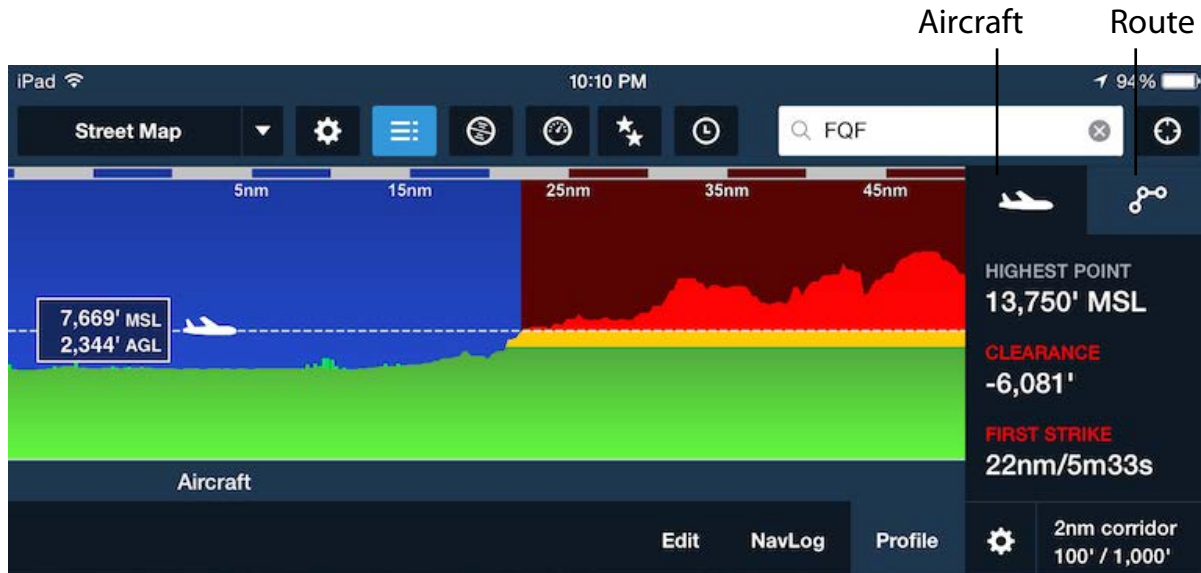 Aircraft Route
iPad 10:10 PM 94%
Street Map FQF
5nm 15nm 25nm 35nm 45nm
HIGHEST POINT
13,750' MSL
7,669' MSL
2,344' AGL
CLEARANCE
-6,081'
FIRST STRIKE
22nm/5m33s
Aircraft
Edit NavLog Profile
2nm corridor
100' / 1,000'